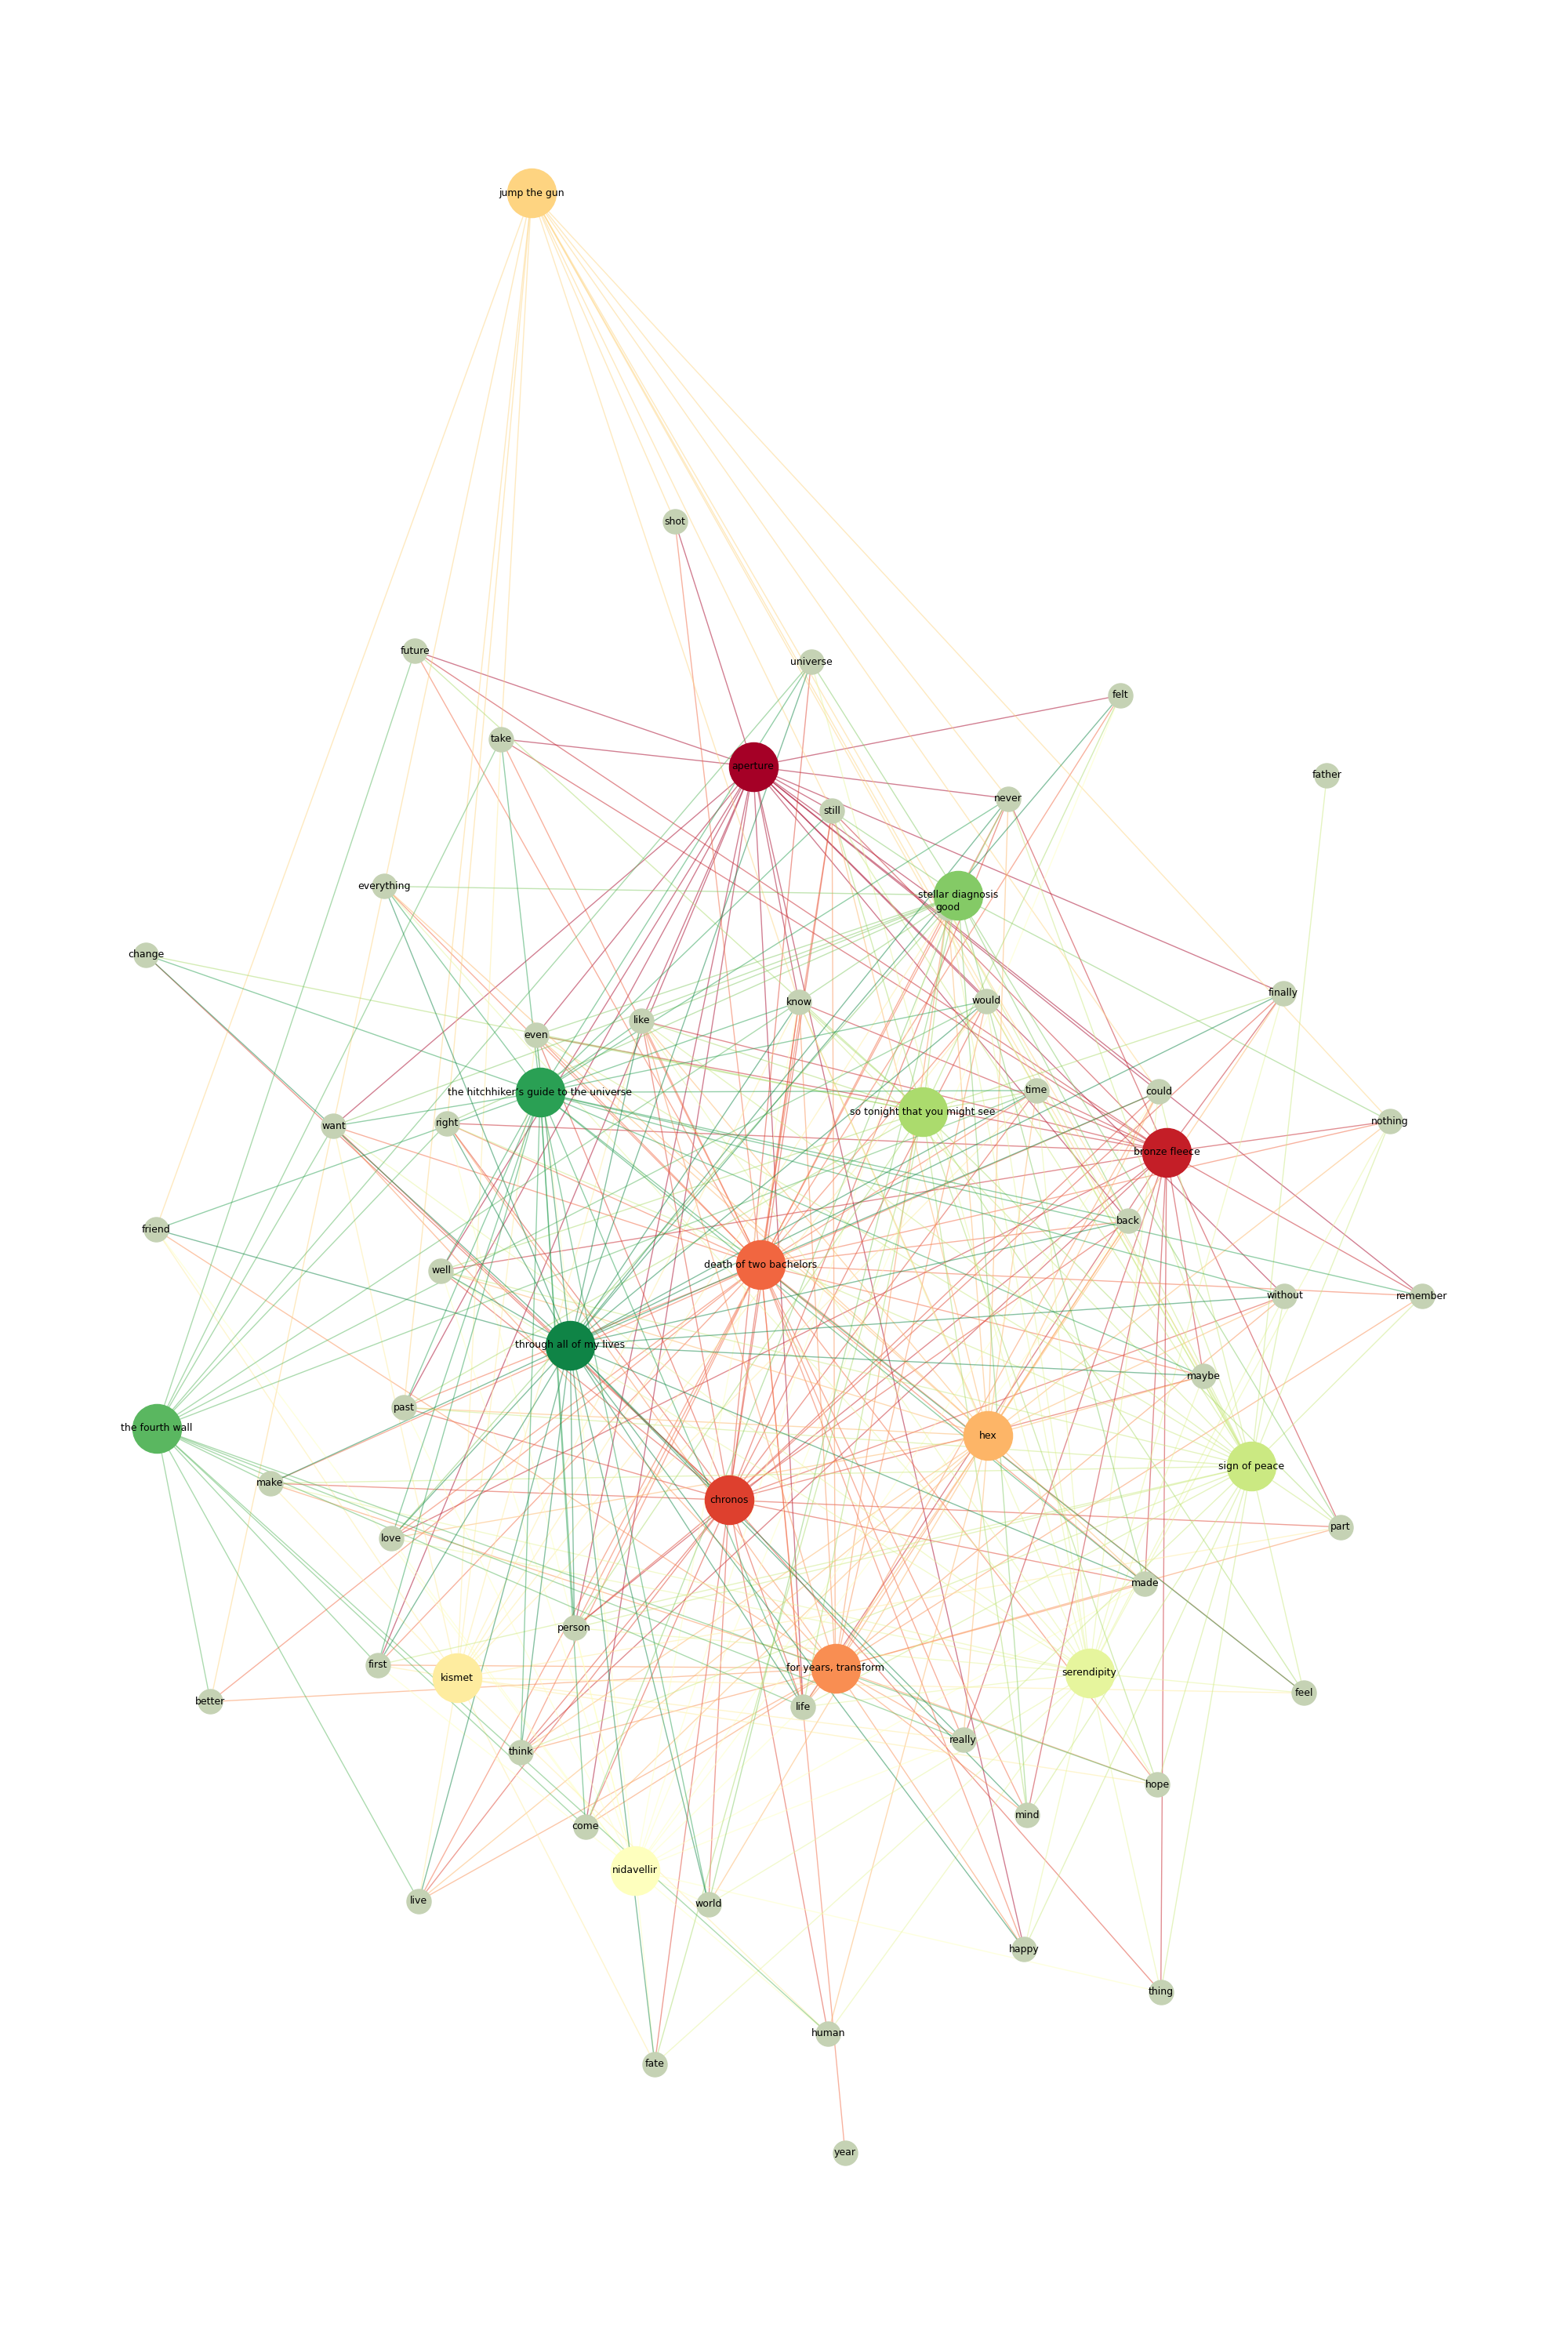 jump the gun
shot
future
universe
felt
take
aperture
father
never
still
everything
stellar diagnosis
good
change
finally
know
would
like
even
the hitchhiker's guide to the universe
time
could
so tonight that you might see
nothing
right
want
bronze fleece
back
friend
death of two bachelors
well
without
remember
through all of my lives
maybe
past
the fourth wall
hex
sign of peace
make
chronos
part
love
made
person
first
for years, transform
serendipity
kismet
feel
better
life
really
think
hope
mind
come
nidavellir
live
world
happy
thing
human
fate
year